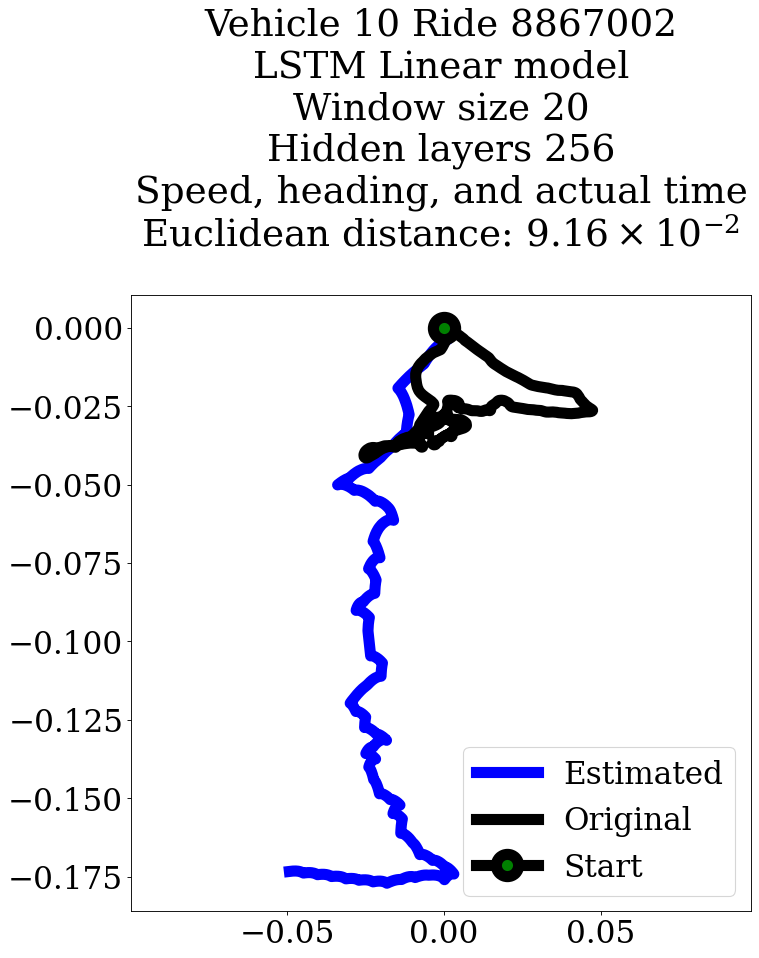 Vehicle 10 Ride 8867002
LSTM Linear model
Window size 20
Hidden layers 256
Speed, heading, and actual time
Euclidean distance: 9.16 × 10⁻²
0.000
−0.025
−0.050
−0.075
−0.100
−0.125
−0.150
−0.175
Estimated
Original
Start
−0.05
0.00
0.05